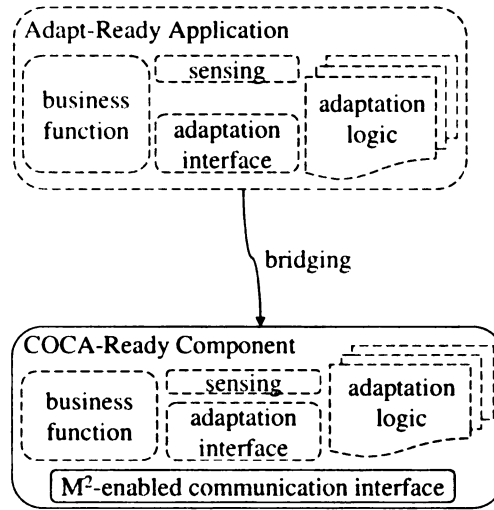 Adapt-Ready Application
business
function
sensing
adaptation
interface
adaptation
logic
bridging
COCA-Ready Component
business
function
sensing
adaptation
interface
adaptation
logic
M²-enabled communication interface